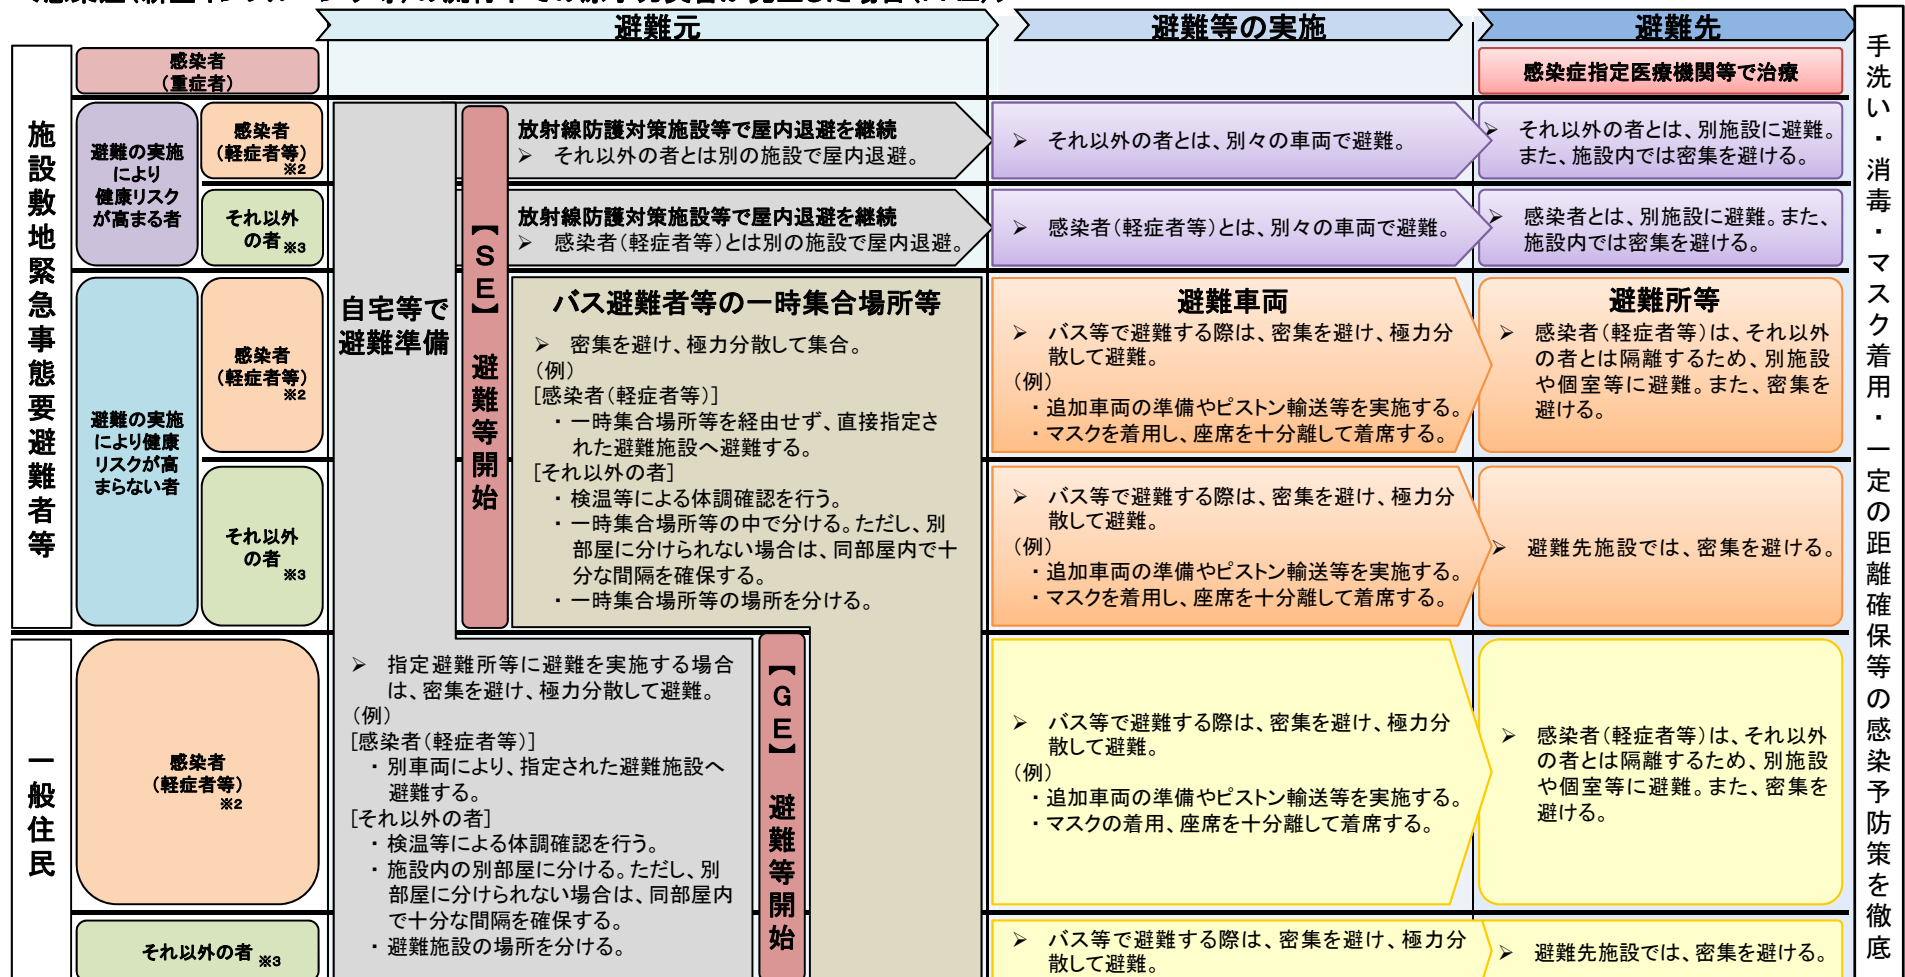 避難元
避難等の実施
避難先
感染者
（重症者）
感染症指定医療機関等で治療
施設敷地緊急事態要避難者等
避難の実施
により
健康リスク
が高まる者
感染者
（軽症者等）
※2
放射線防護対策施設等で屋内退避を継続
➢ それ以外の者とは別の施設で屋内退避。
➢ それ以外の者とは、別々の車両で避難。
➢ それ以外の者とは、別施設に避難。
また、施設内では密集を避ける。
それ以外
の者 ※3
放射線防護対策施設等で屋内退避を継続
➢ 感染者（軽症者等）とは別の施設で屋内退避。
➢ 感染者（軽症者等）とは、別々の車両で避難。
➢ 感染者とは、別施設に避難。また、
施設内では密集を避ける。
自宅等で
避難準備
【SE】 避難等開始
避難の実施
により健康
リスクが高
まらない者
感染者
（軽症者等）
※2
それ以外
の者 ※3
バス避難者等の一時集合場所等
➢ 密集を避け、極力分散して集合。
（例）
[感染者（軽症者等）]
・一時集合場所等を経由せず、直接指定さ
れた避難施設へ避難する。
[それ以外の者]
・検温等による体調確認を行う。
・一時集合場所等の中で分ける。ただし、別
部屋に分けられない場合は、同部屋内で十
分な間隔を確保する。
・一時集合場所等の場所を分ける。
避難車両
➢ バス等で避難する際は、密集を避け、極力分
散して避難。
（例）
・追加車両の準備やピストン輸送等を実施する。
・マスクを着用し、座席を十分離して着席する。
避難所等
➢ 感染者（軽症者等）は、それ以外
の者とは隔離するため、別施設
や個室等に避難。また、密集を
避ける。
➢ バス等で避難する際は、密集を避け、極力分
散して避難。
（例）
・追加車両の準備やピストン輸送等を実施する。
・マスクを着用し、座席を十分離して着席する。
➢ 避難先施設では、密集を避ける。
一般住民
感染者
（軽症者等）
※2
➢ 指定避難所等に避難を実施する場合
は、密集を避け、極力分散して避難。
（例）
[感染者（軽症者等）]
・別車両により、指定された避難施設へ
避難する。
[それ以外の者]
・検温等による体調確認を行う。
・施設内の別部屋に分ける。ただし、別
部屋に分けられない場合は、同部屋内
で十分な間隔を確保する。
・避難施設の場所を分ける。
【GE】 避難等開始
➢ バス等で避難する際は、密集を避け、極力分
散して避難。
（例）
・追加車両の準備やピストン輸送等を実施する。
・マスクの着用、座席を十分離して着席する。
➢ 感染者（軽症者等）は、それ以外
の者とは隔離するため、別施設
や個室等に避難。また、密集を
避ける。
それ以外の者 ※3
➢ バス等で避難する際は、密集を避け、極力分
散して避難。
➢ 避難先施設では、密集を避ける。
手洗い・消毒・マスク着用・一定の距離確保等の感染予防策を徹底